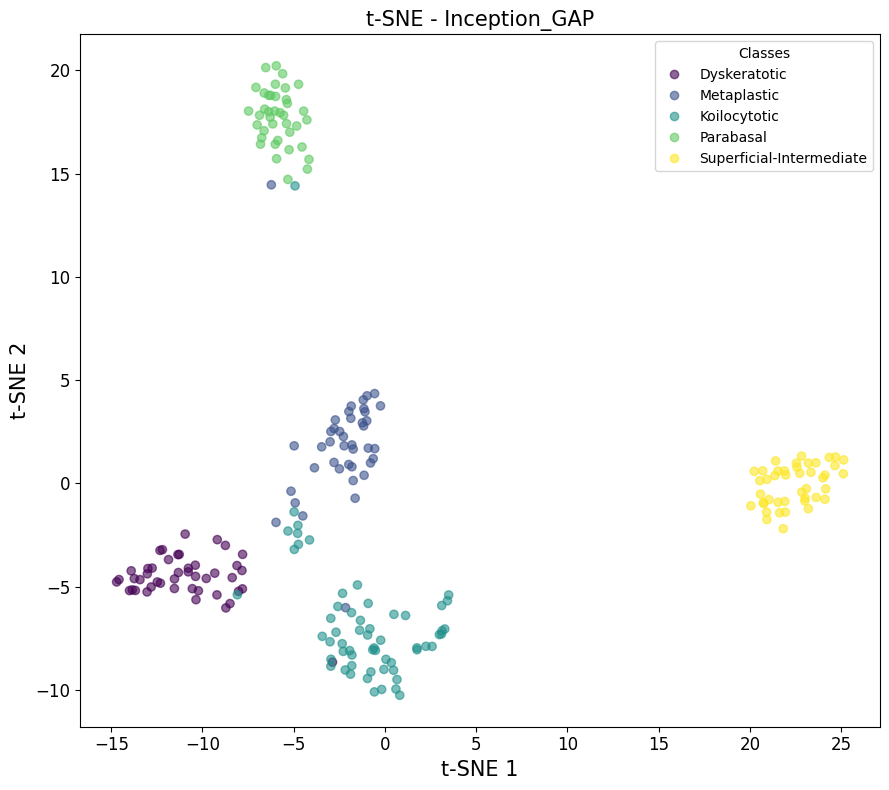 t-SNE - Inception_GAP
Classes
Dyskeratotic
Metaplastic
Koilocytotic
Parabasal
Superficial-Intermediate
t-SNE 2
20
15
10
5
0
−5
−10
−15
−10
−5
0
5
10
15
20
25
t-SNE 1